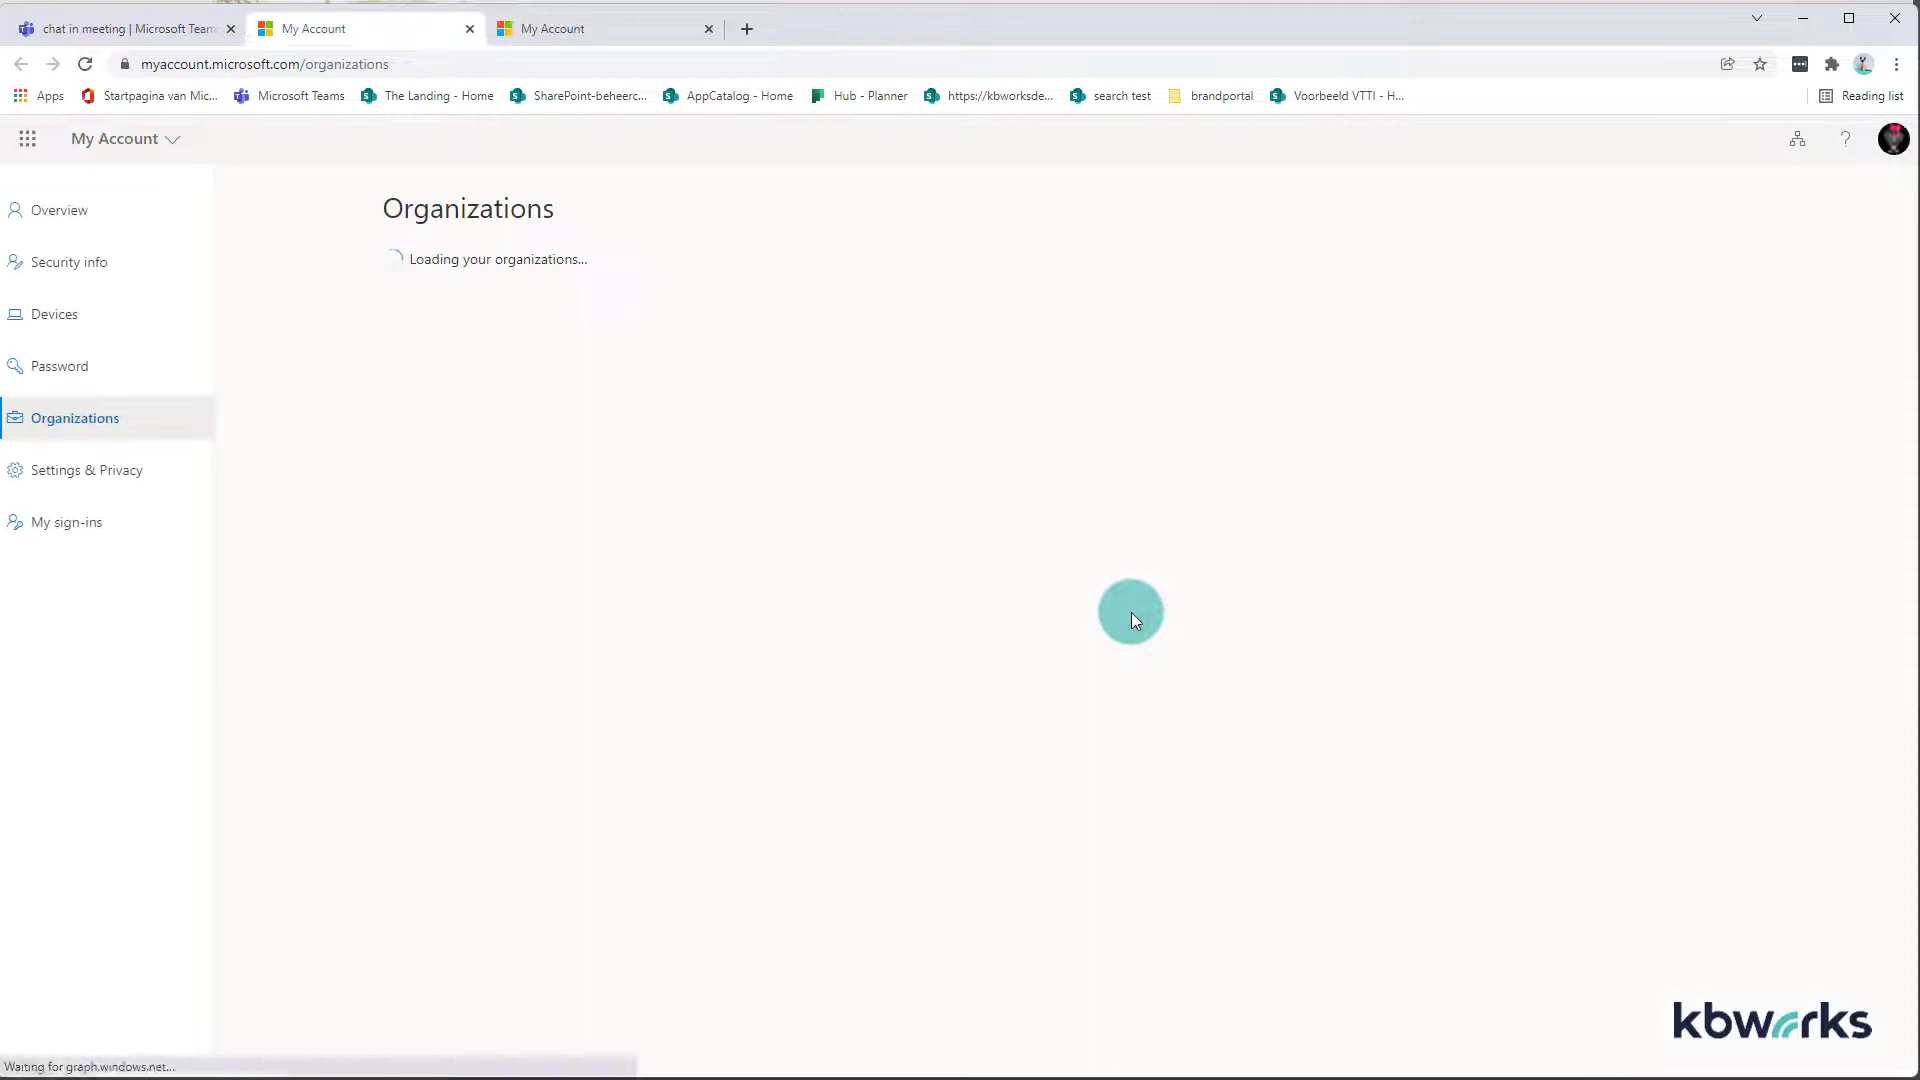 chat in meeting | Microsoft Team
My Account
My Account
myaccount.microsoft.com/organizations
Apps
Startpagina van Mic...
Microsoft Teams
The Landing - Home
SharePoint-beheerc...
AppCatalog - Home
Hub - Planner
https://kbworksde...
search test
brandportal
Voorbeeld VTTI - H...
Reading list
My Account
Overview
Security info
Devices
Password
Organizations
Settings & Privacy
My sign-ins
Organizations
Loading your organizations...
kbworks
Waiting for graph.windows.net...